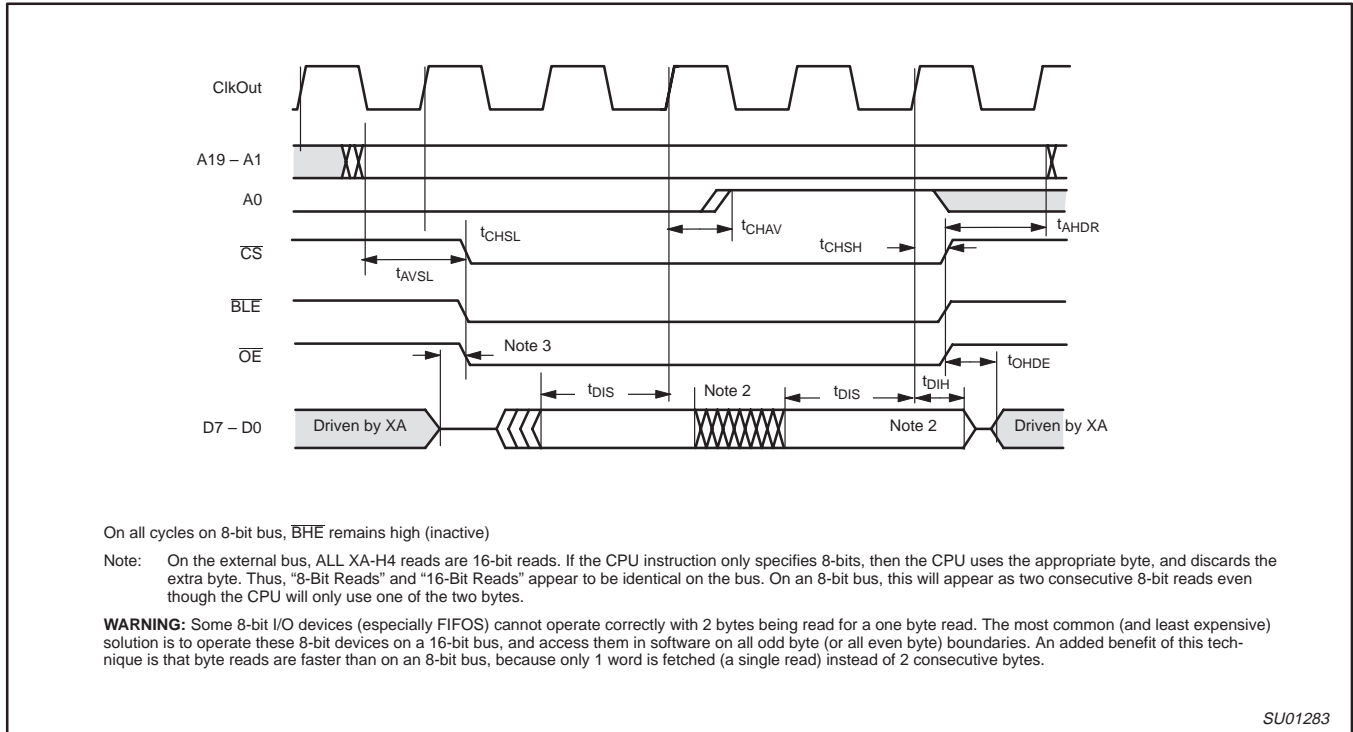 ClkOut
A19 – A1
A0
tCHAV
tAHDR
tCHSL
tCHSH
CS
tAVSL
BLE
OE
Note 3
tOHDE
tDIS
Note 2
tDIS
tDIH
D7 – D0
Driven by XA
Note 2
Driven by XA
On all cycles on 8-bit bus, BHE remains high (inactive)
Note: On the external bus, ALL XA-H4 reads are 16-bit reads. If the CPU instruction only specifies 8-bits, then the CPU uses the appropriate byte, and discards the
extra byte. Thus, “8-Bit Reads” and “16-Bit Reads” appear to be identical on the bus. On an 8-bit bus, this will appear as two consecutive 8-bit reads even
though the CPU will only use one of the two bytes.
WARNING: Some 8-bit I/O devices (especially FIFOS) cannot operate correctly with 2 bytes being read for a one byte read. The most common (and least expensive)
solution is to operate these 8-bit devices on a 16-bit bus, and access them in software on all odd byte (or all even byte) boundaries. An added benefit of this tech-
nique is that byte reads are faster than on an 8-bit bus, because only 1 word is fetched (a single read) instead of 2 consecutive bytes.
SU01283